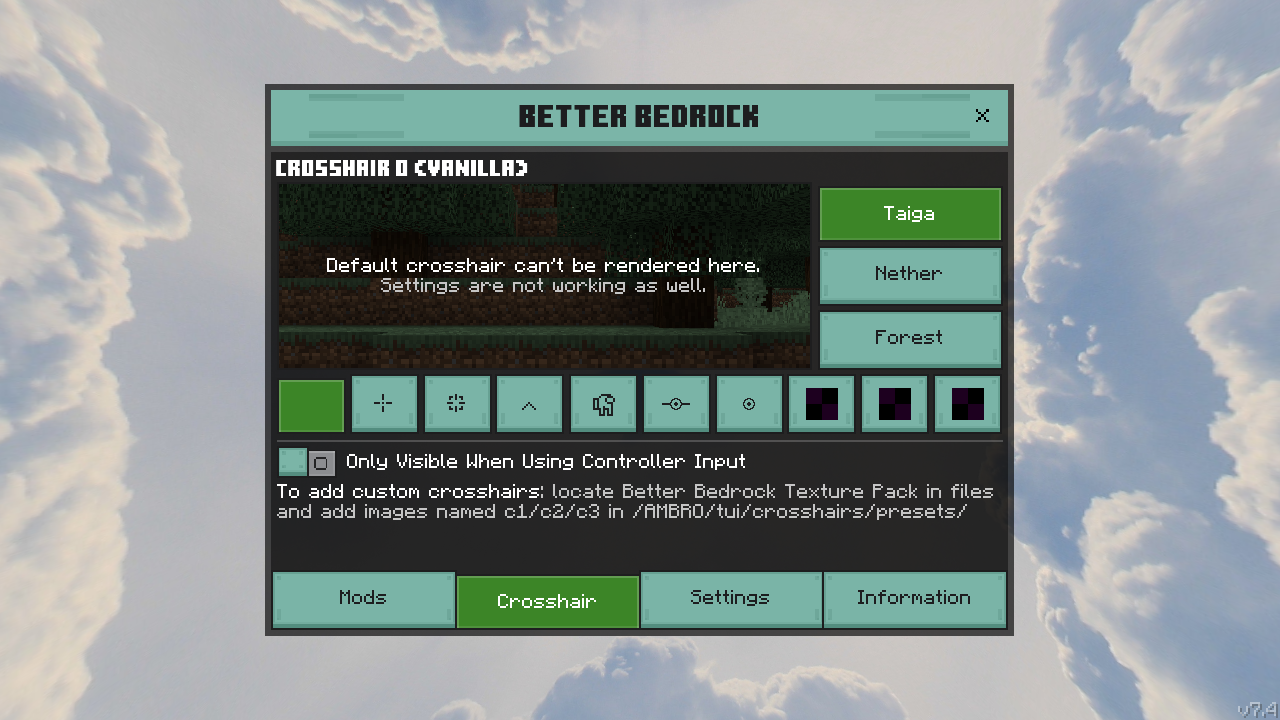 BETTER BEDROCK
CROSSHAIR 0 (VANILLA)
Default crosshair can't be rendered here.
Settings are not working as well.
Taiga
Nether
Forest
Only Visible When Using Controller Input
To add custom crosshairs: locate Better Bedrock Texture Pack in files
and add images named c1/c2/c3 in /AMBRO/tui/crosshairs/presets/
Mods
Crosshair
Settings
Information
v7.4